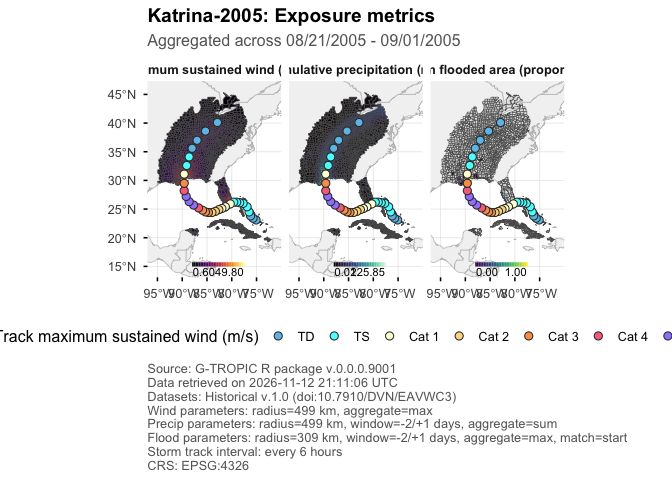 Katrina-2005: Exposure metrics
Aggregated across 08/21/2005 - 09/01/2005
mum sustained wind (
nulative precipitation (
n flooded area (propor
45°N
40°N
35°N
30°N
25°N
20°N
15°N
0.60 49.80
0.00 1.00
95°W 90°W 85°W 80°W 75°W
95°W 90°W 85°W 80°W 75°W
95°W 90°W 85°W 80°W 75°W
Track maximum sustained wind (m/s) TD TS Cat 1 Cat 2 Cat 3 Cat 4
Source: G-TROPIC R package v.0.0.0.9001
Data retrieved on 2026-11-12 21:11:06 UTC
Datasets: Historical v.1.0 (doi:10.7910/DVN/EAVWC3)
Wind parameters: radius=499 km, aggregate=max
Precip parameters: radius=499 km, window=-2/+1 days, aggregate=sum
Flood parameters: radius=309 km, window=-2/+1 days, aggregate=max, match=start
Storm track interval: every 6 hours
CRS: EPSG:4326